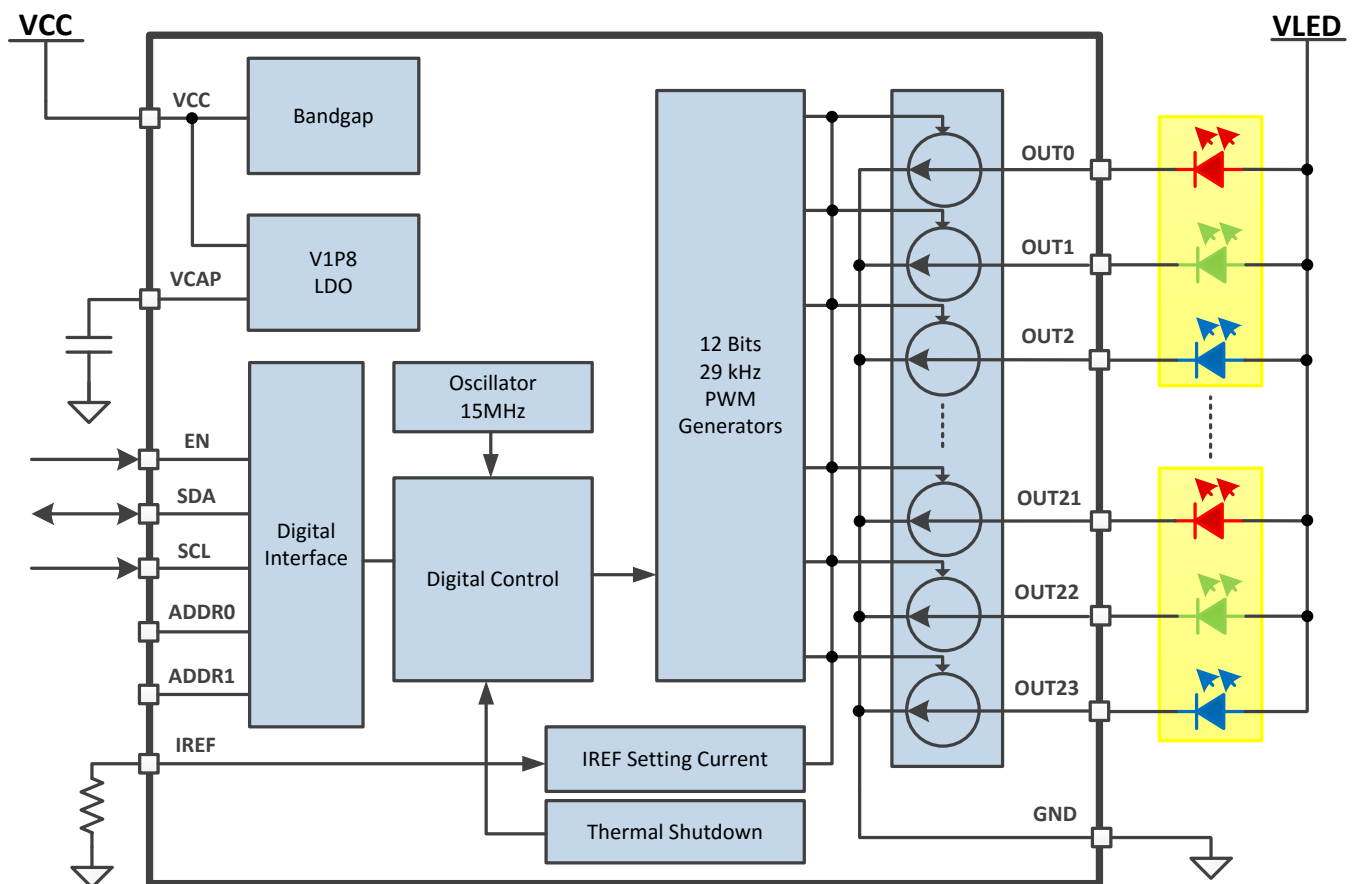 VCC
VLED
VCC
Bandgap
V1P8
LDO
VCAP
Oscillator
15MHz
EN
SDA
SCL
ADDR0
ADDR1
IREF
Digital
Interface
Digital Control
12 Bits
29 kHz
PWM
Generators
IREF Setting Current
Thermal Shutdown
OUT0
OUT1
OUT2
OUT21
OUT22
OUT23
GND